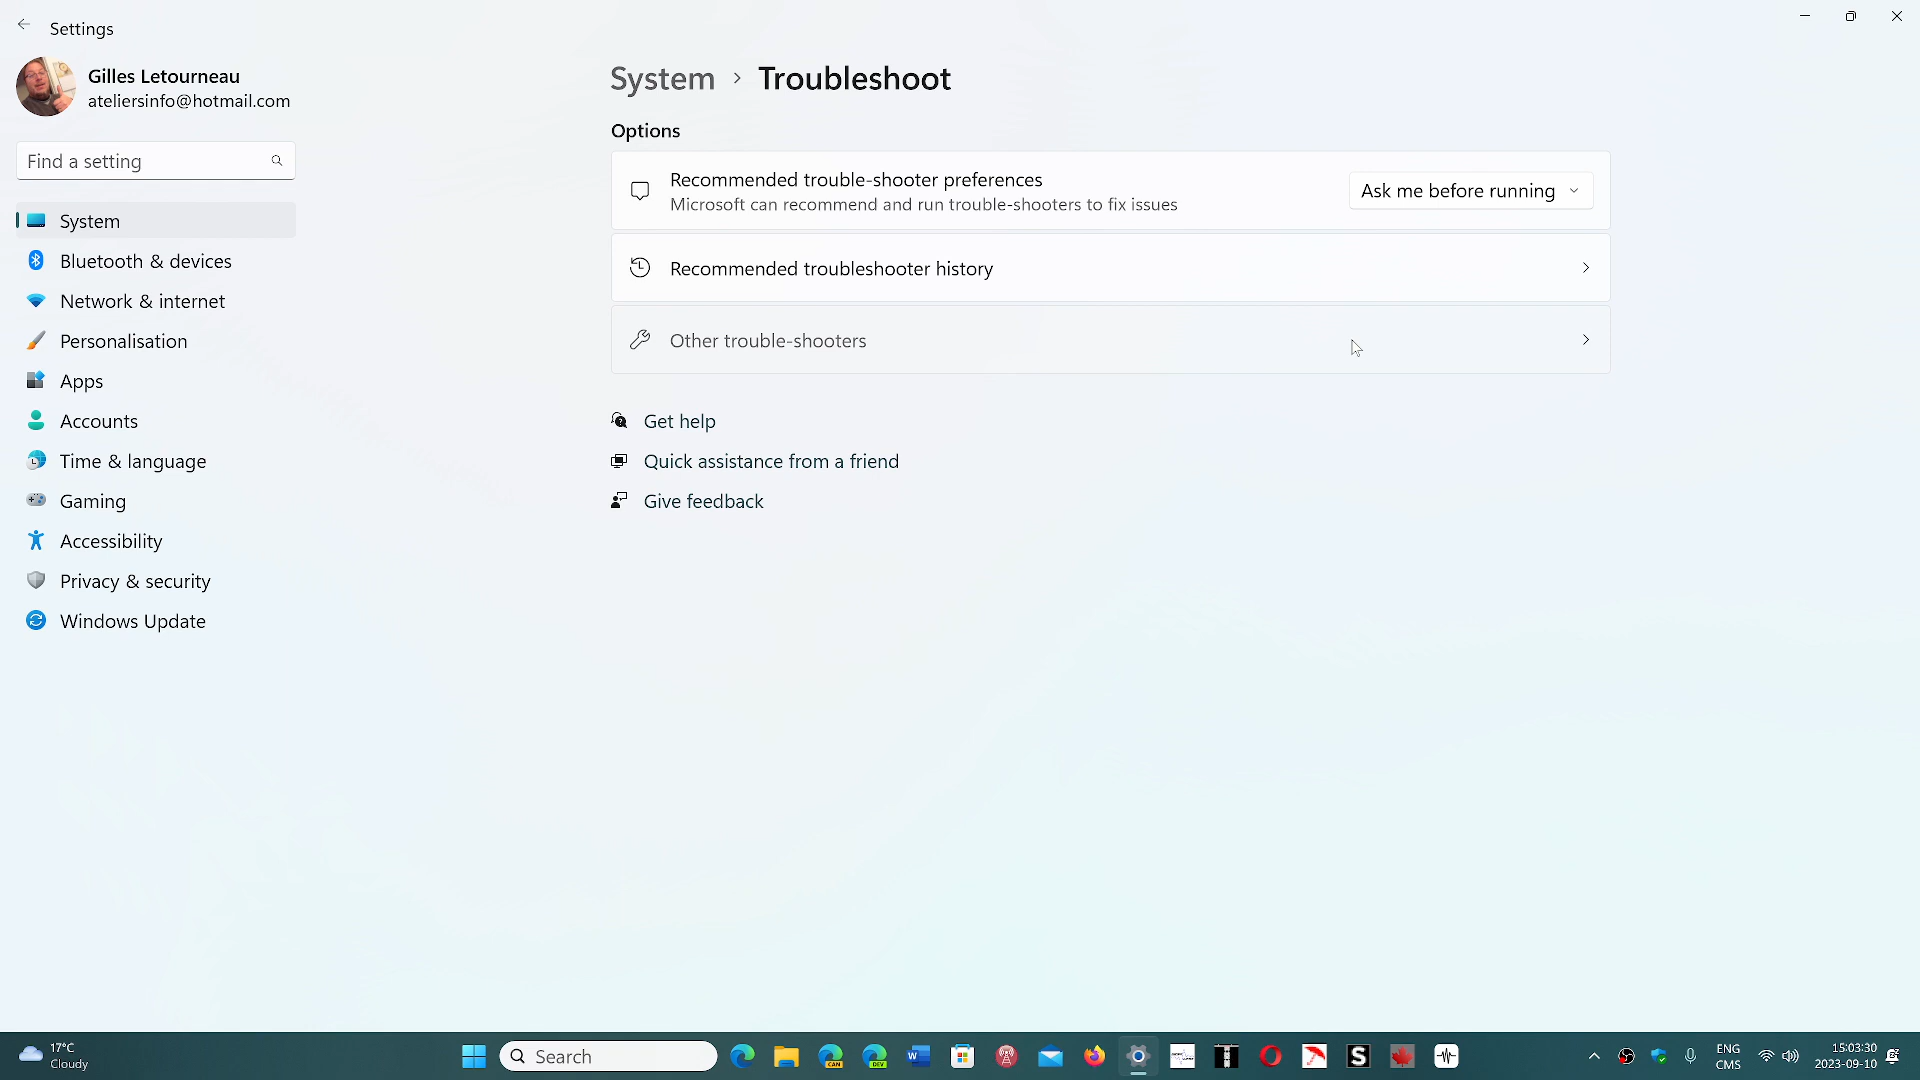 Settings
Gilles Letourneau
ateliersinfo@hotmail.com
Find a setting
System
Bluetooth & devices
Network & internet
Personalisation
Apps
Accounts
Time & language
Gaming
Accessibility
Privacy & security
Windows Update
System > Troubleshoot
Options
Recommended trouble-shooter preferences
Microsoft can recommend and run trouble-shooters to fix issues
Ask me before running
Recommended troubleshooter history
Other trouble-shooters
Get help
Quick assistance from a friend
Give feedback
17°C
Cloudy
Search
CAN
DEV
W
S
ENG
CMS
15:03:30
2023-09-10